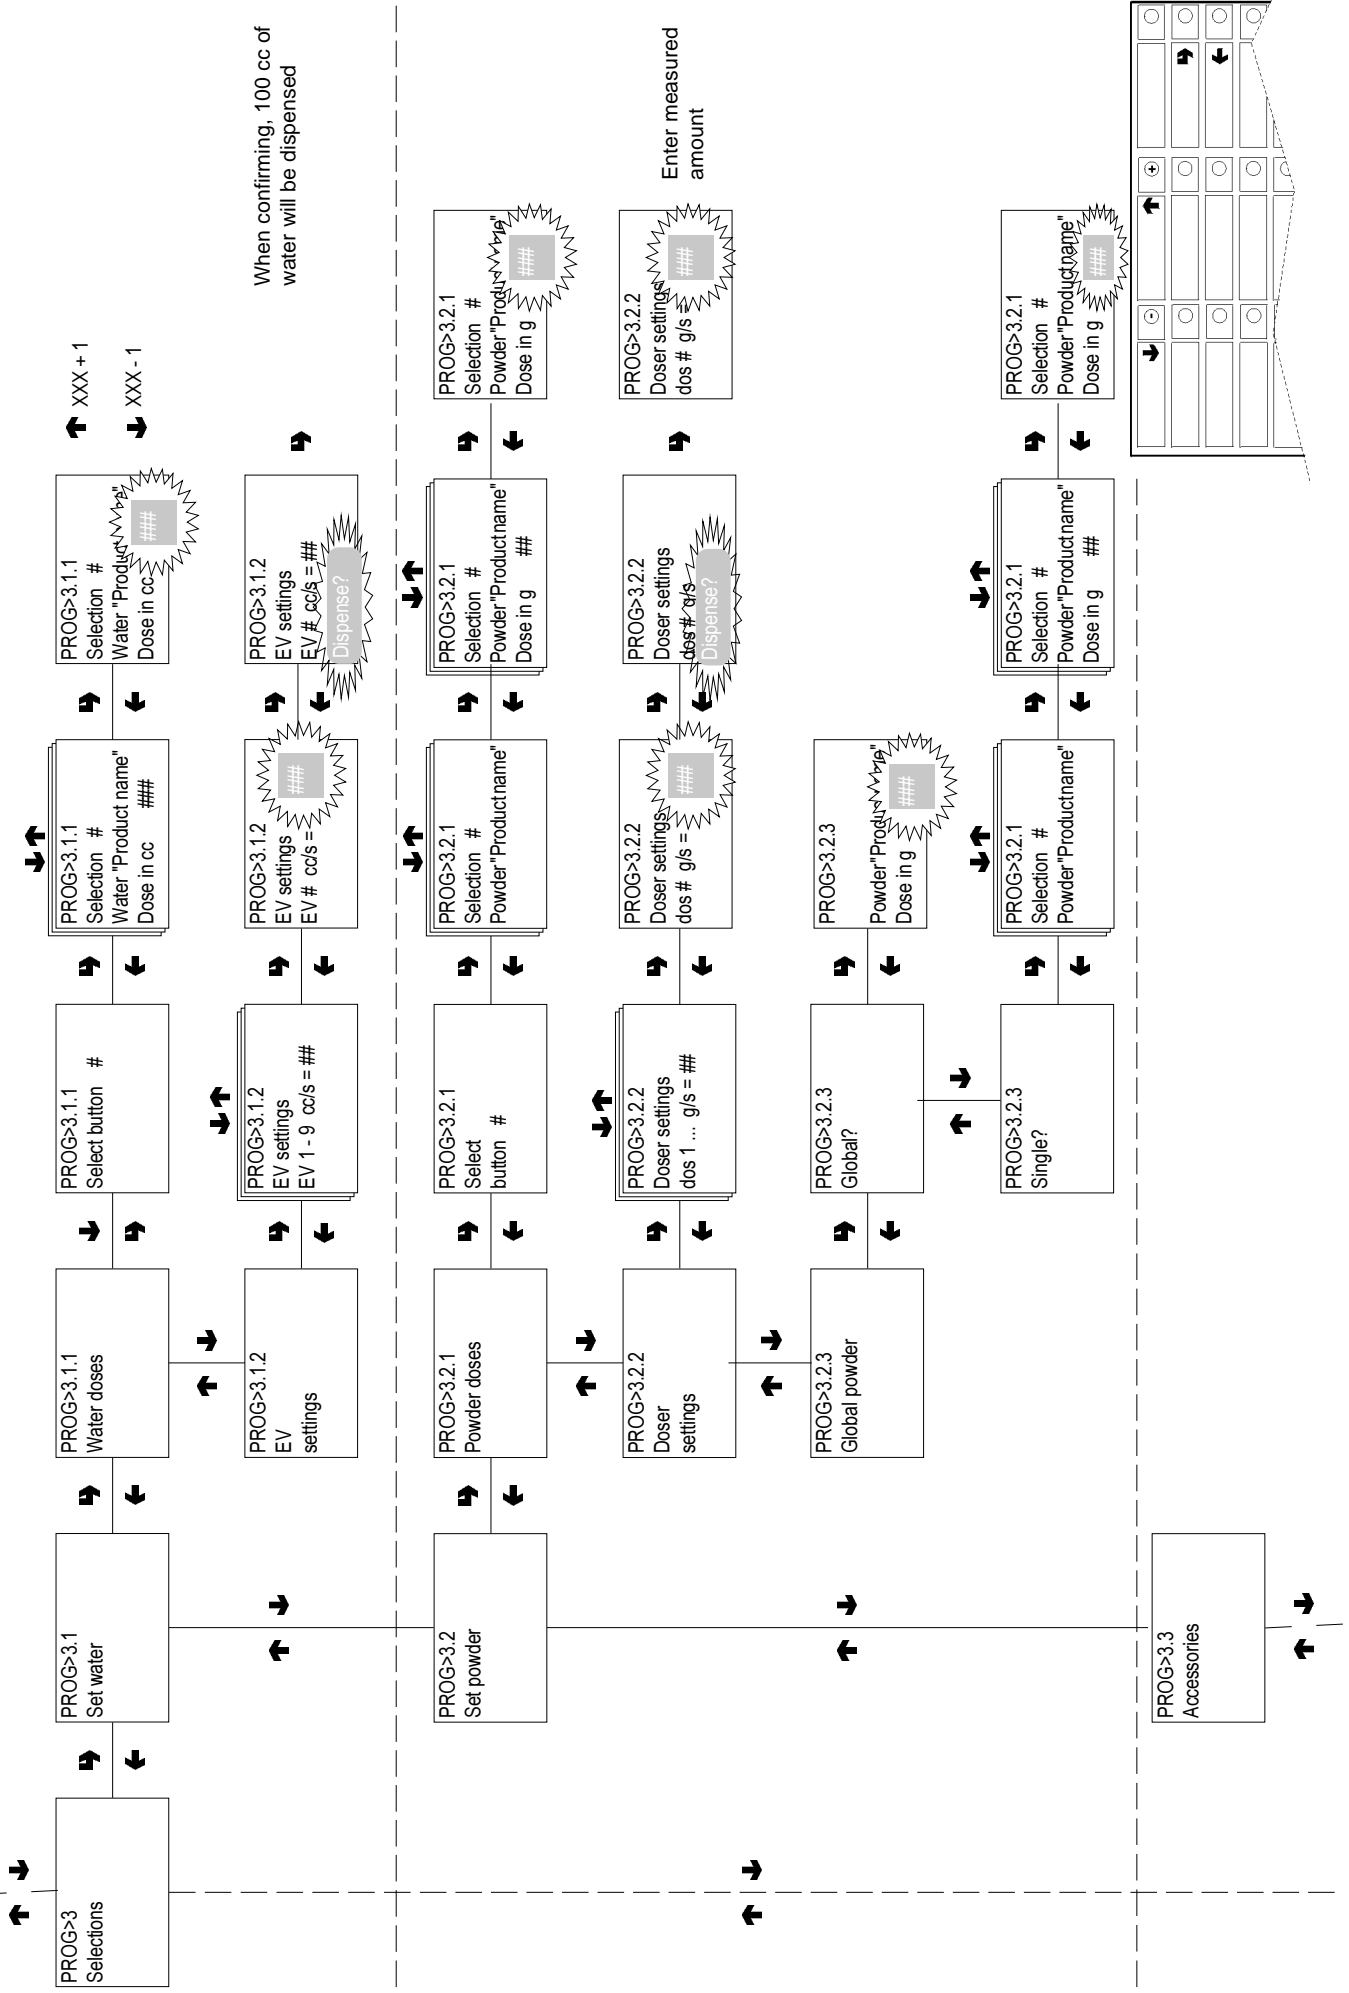 PROG>3
Selections
PROG>3.1
Set water
PROG>3.1.1
Water doses
PROG>3.1.1
Select button #
PROG>3.1.1
Selection #
Water "Product name"
Dose in cc ###
PROG>3.1.1
Selection #
Water "Product
Dose in cc
###
XXX + 1
XXX - 1
PROG>3.1.2
EV
settings
PROG>3.1.2
EV settings
EV 1 - 9 cc/s = ##
PROG>3.1.2
EV settings
EV # cc/s =
###
PROG>3.1.2
EV settings
EV # cc/s = ##
Dispense?
When confirming, 100 cc of
water will be dispensed
PROG>3.2
Set powder
PROG>3.2.1
Powder doses
PROG>3.2.1
Select
button #
PROG>3.2.1
Selection #
Powder"Productname"
PROG>3.2.1
Selection #
Powder"Productname"
Dose in g ##
PROG>3.2.1
Selection #
Powder"Produ
Dose in g
###
PROG>3.2.2
Doser
settings
PROG>3.2.2
Doser settings
dos 1 ... g/s = ##
PROG>3.2.2
Doser settings
dos # g/s =
###
PROG>3.2.2
Doser settings
dos # g/s
Dispense?
PROG>3.2.2
Doser settings
dos # g/s =
###
Enter measured
amount
PROG>3.2.3
Global powder
PROG>3.2.3
Global?
PROG>3.2.3
Powder"Produ
Dose in g
###
PROG>3.2.3
Single?
PROG>3.2.1
Selection #
Powder"Productname"
PROG>3.2.1
Selection #
Powder"Productname"
Dose in g ##
PROG>3.2.1
Selection #
Powder"Productname"
Dose in g
###
PROG>3.3
Accessories
- +